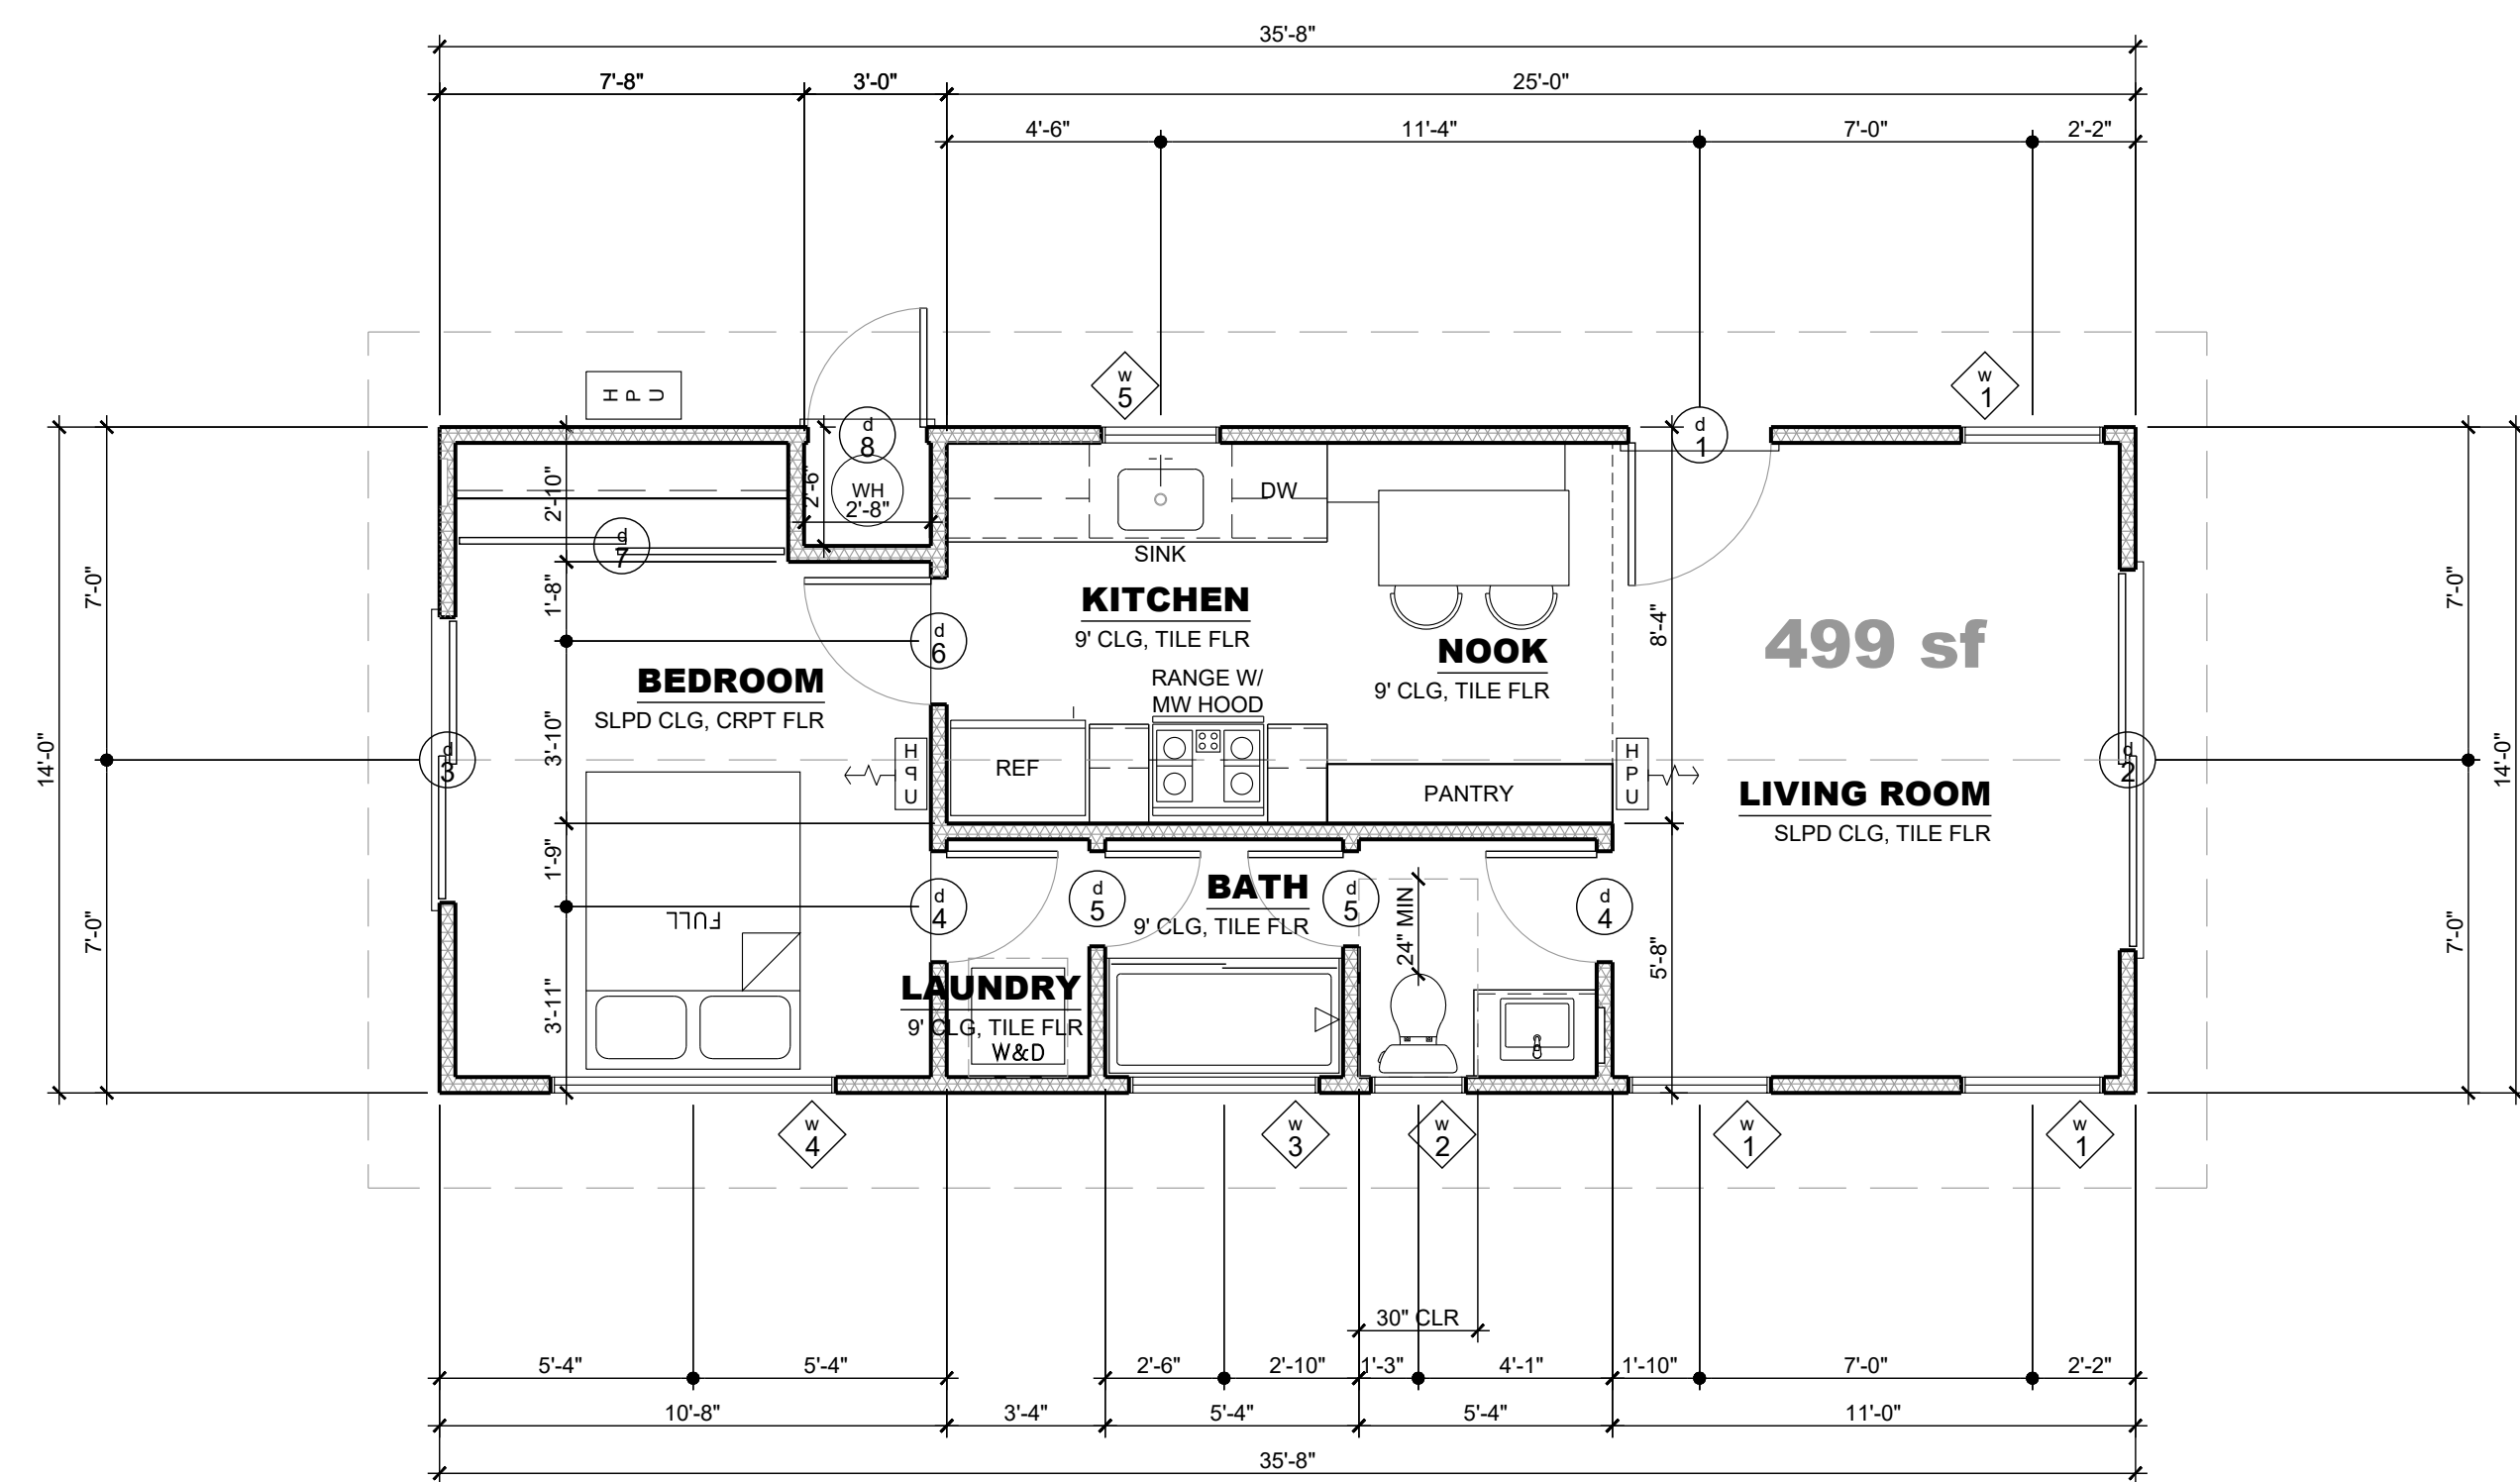 35'-8"
7'-8"
3'-0"
25'-0"
4'-6"
11'-4"
7'-0"
2'-2"
w
5
w
1
H
P
U
d
8
d
1
WH
2'-8"
2'-6"
DW
2'-10"
d
7
SINK
7'-0"
1'-8"
KITCHEN
9' CLG, TILE FLR
8'-4"
499 sf
7'-0"
d
6
NOOK
9' CLG, TILE FLR
BEDROOM
SLPD CLG, CRPT FLR
RANGE W/
MW HOOD
14'-0"
d
3
3'-10"
H
P
U
REF
PANTRY
H
P
U
d
2
14'-0"
LIVING ROOM
SLPD CLG, TILE FLR
1'-9"
BATH
9' CLG, TILE FLR
d
4
d
5
d
5
d
4
24" MIN
7'-0"
FULL
5'-8"
7'-0"
LAUNDRY
9' CLG, TILE FLR
W&D
3'-11"
w
4
w
3
w
2
w
1
w
1
30" CLR
5'-4"
5'-4"
2'-6"
2'-10"
1'-3"
4'-1"
1'-10"
7'-0"
2'-2"
10'-8"
3'-4"
5'-4"
5'-4"
11'-0"
35'-8"